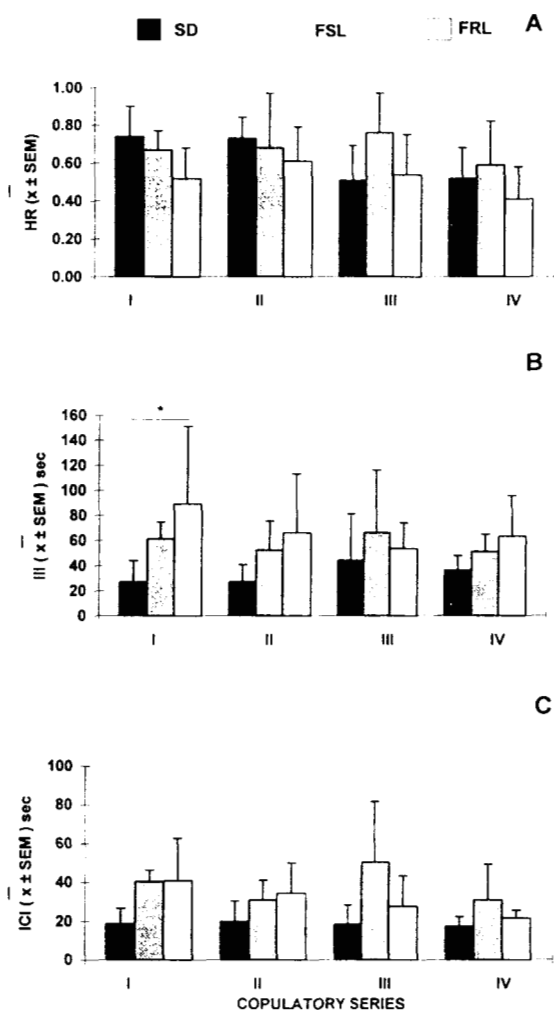 SD FSL FRL A
HR (x ± SEM)
1.00
0.80
0.60
0.40
0.20
0.00
I II III IV
B
III ( x ± SEM ) sec
160
140
120
100
80
60
40
20
0
*
I II III IV
C
ICI ( x ± SEM ) sec
100
80
60
40
20
0
I II III IV
COPULATORY SERIES